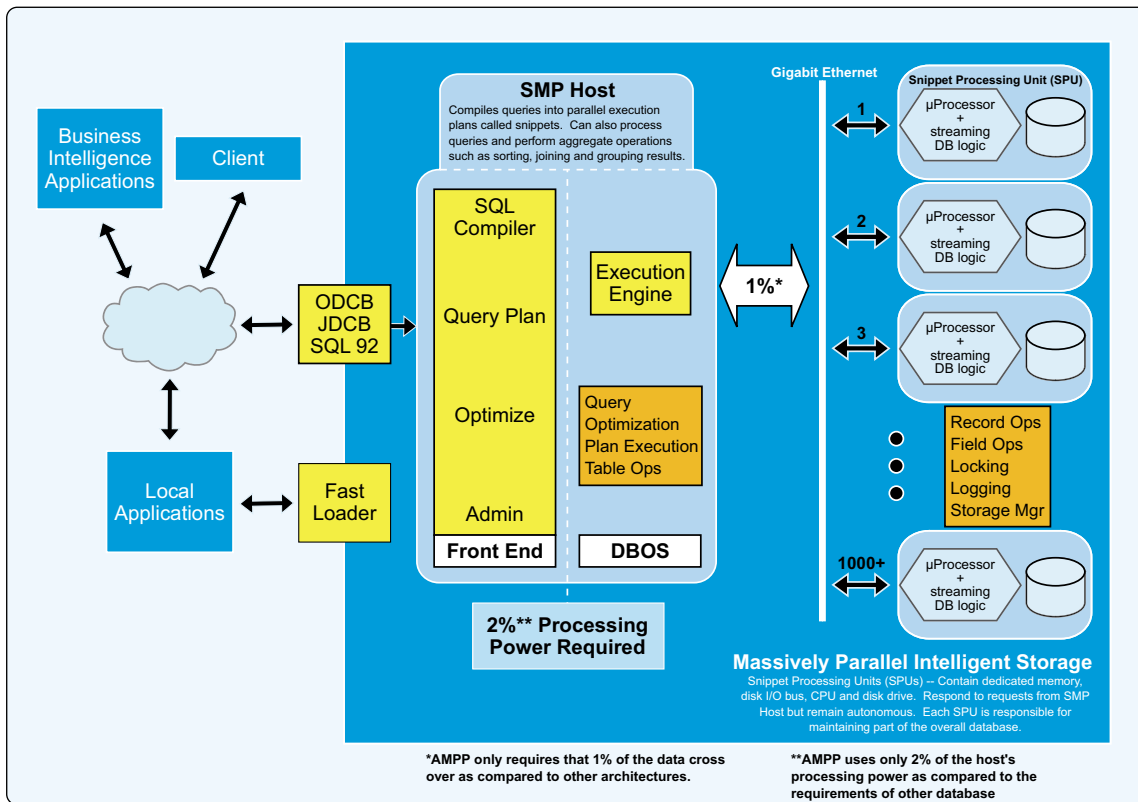 Business
Intelligence
Applications
Client
ODCB
JDCB
SQL 92
Local
Applications
Fast
Loader
SMP Host
Compiles queries into parallel execution
plans called snippets.  Can also process
queries and perform aggregate operations
such as sorting, joining and grouping results.
SQL
Compiler
Query Plan
Optimize
Admin
Front End
Execution
Engine
Query
Optimization
Plan Execution
Table Ops
DBOS
2%** Processing
Power Required
1%*
Gigabit Ethernet
Snippet Processing Unit (SPU)
1
µProcessor
+
streaming
DB logic
2
µProcessor
+
streaming
DB logic
3
µProcessor
+
streaming
DB logic
Record Ops
Field Ops
Locking
Logging
Storage Mgr
1000+
µProcessor
+
streaming
DB logic
Massively Parallel Intelligent Storage
Snippet Processing Units (SPUs) -- Contain dedicated memory,
disk I/O bus, CPU and disk drive.  Respond to requests from SMP
Host but remain autonomous.  Each SPU is responsible for
maintaining part of the overall database.
*AMPP only requires that 1% of the data cross
over as compared to other architectures.
**AMPP uses only 2% of the host's
processing power as compared to the
requirements of other database